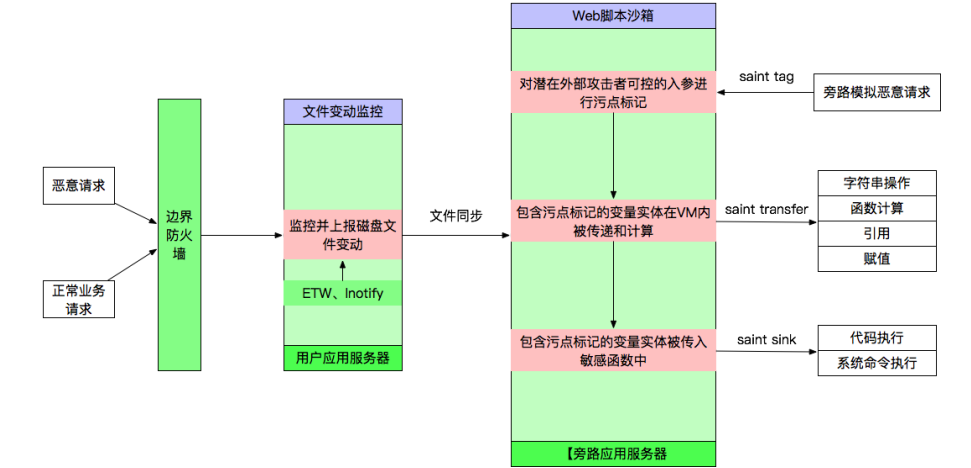 Web脚本沙箱
对潜在外部攻击者可控的入参进
行污点标记
saint tag
旁路模拟恶意请求
文件变动监控
恶意请求
边界
防火
墙
正常业务
请求
监控并上报磁盘文
件变动
ETW、Inotify
用户应用服务器
文件同步
包含污点标记的变量实体在VM内
被传递和计算
saint transfer
字符串操作
函数计算
引用
赋值
包含污点标记的变量实体被传入
敏感函数中
saint sink
代码执行
系统命令执行
【旁路应用服务器